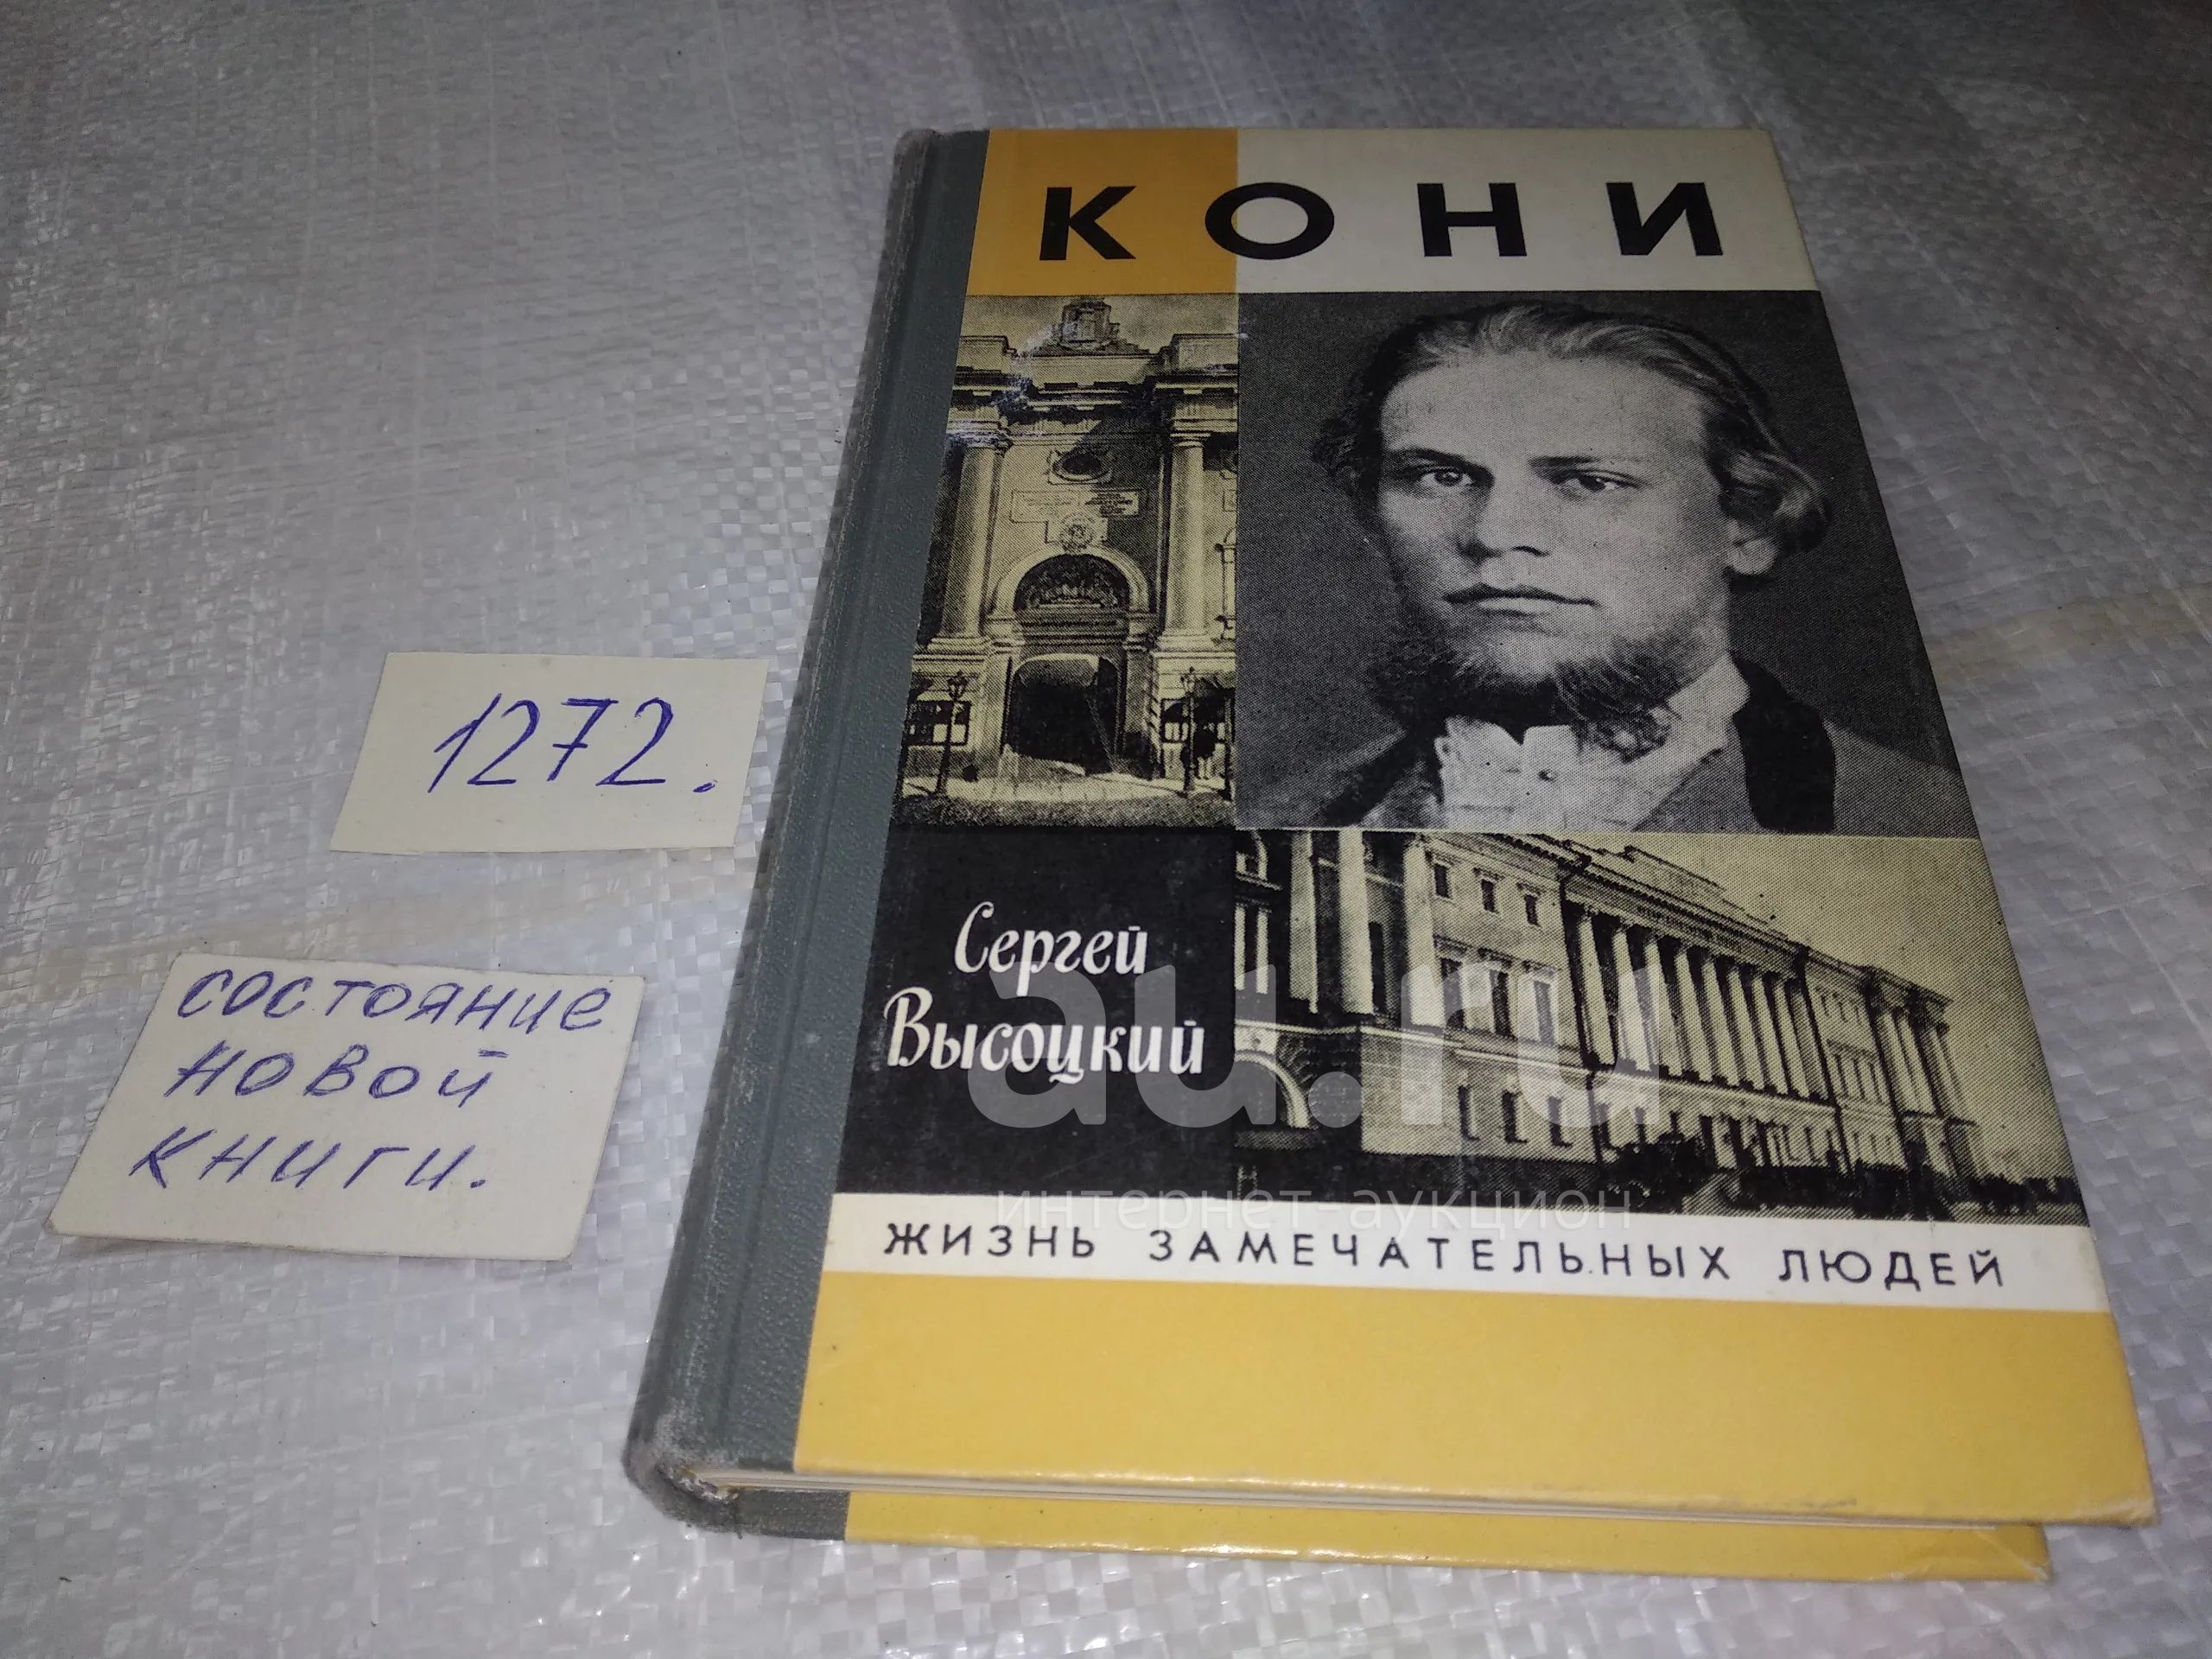 КОНИ
1272.
состояние
новой
книги.
Сергей
Высоцкий
au.ru
интернет-аукцион
ЖИЗНЬ ЗАМЕЧАТЕЛЬНЫХ ЛЮДЕЙ